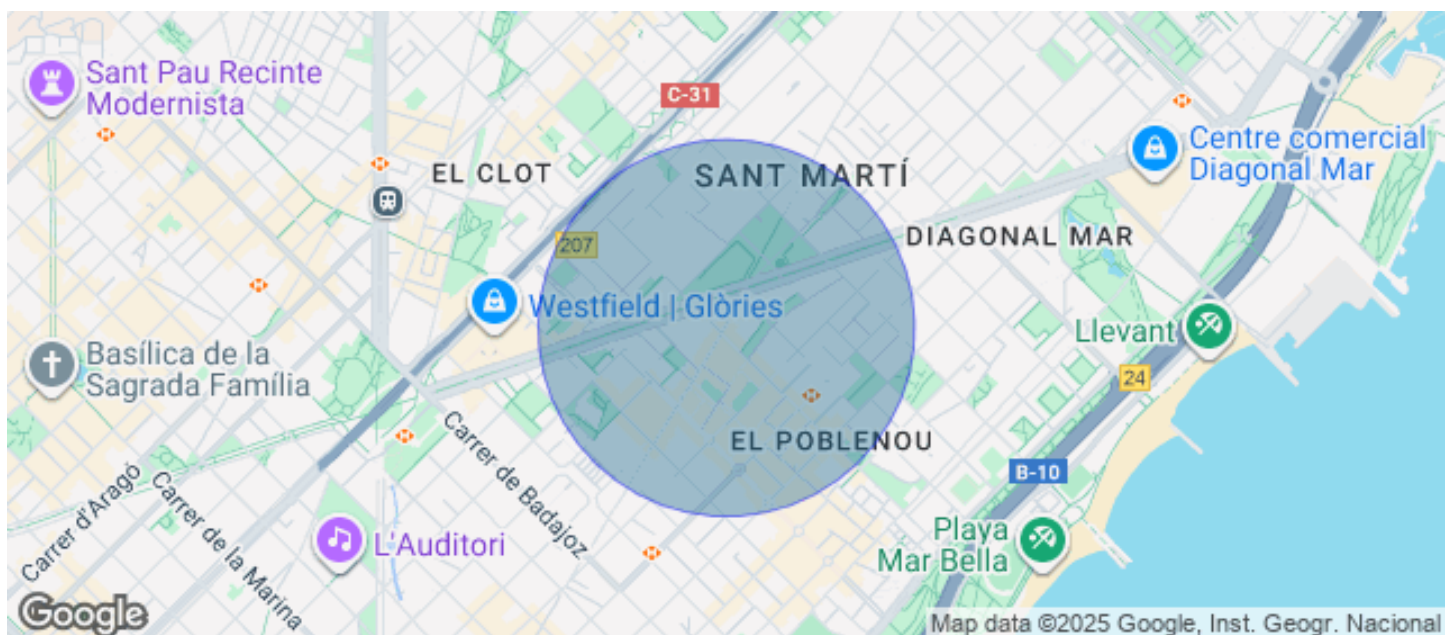 Sant Pau Recinte
Modernista
C-31
EL CLOT
SANT MARTÍ
Centre comercial
Diagonal Mar
207
DIAGONAL MAR
Westfield | Glòries
Llevant
Basílica de la
Sagrada Família
24
EL POBLENOU
B-10
Carrer de Badajoz
Carrer d'Aragó
Carrer de la Marina
L'Auditori
Playa
Mar Bella
Google
Map data ©2025 Google, Inst. Geogr. Nacional